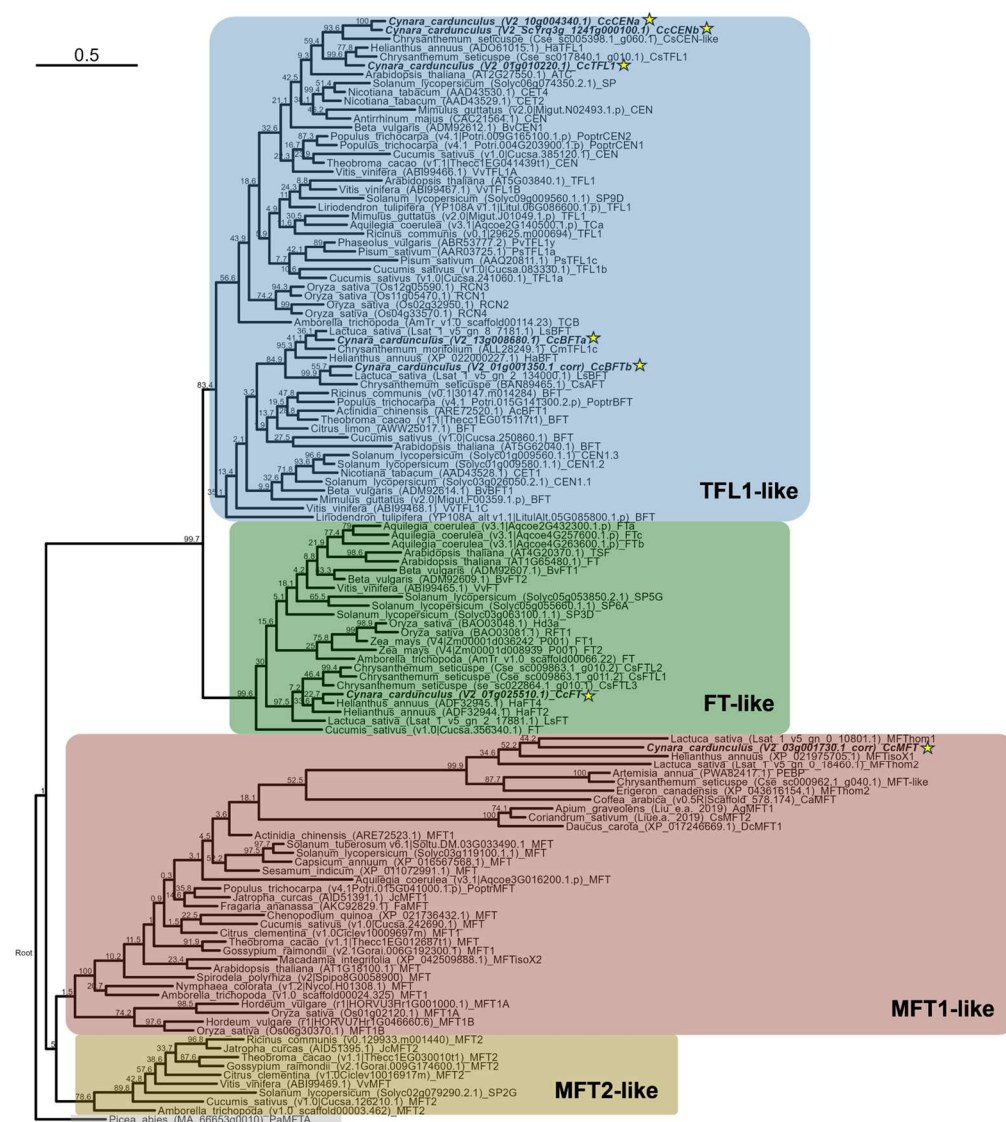 0.5
Cynara_cardunculus_(V2_10g004340.1)_CcCENa
Cynara_cardunculus_(V2_ScYrq3g_1241g000100.1)_CcCENb
Chrysanthemum_seticuspe_(Cse_sc005398.1_g060.1)_CsCEN-like
Helianthus_annuus_(ADO61015.1)_HaTFL1
Chrysanthemum_seticuspe_(Cse_sc017840.1_g010.1)_CsTFL1
Cynara_cardunculus_(V2_01g010220.1)_CcTFL1
Arabidopsis_thaliana_(AT2G27550.1)_ATC
Solanum_lycopersicum_(Solyc06g074350.2.1)_SP
Nicotiana_tabacum_(AAD43530.1)_CET4
Nicotiana_tabacum_(AAD43529.1)_CET2
Mimulus_guttatus_(v2.0|Migut.N02493.1.p)_CEN
Antirrhinum_majus_(CAC21564.1)_CEN
Beta_vulgaris_(ADM92612.1)_BvCEN1
Populus_trichocarpa_(v4.1|Potri.009G165100.1.p)_PoptrCEN2
Populus_trichocarpa_(v4.1_Potri.004G203900.1.p)_PoptrCEN1
Cucumis_sativus_(v1.0|Cucsa.385120.1)_CEN
Theobroma_cacao_(v1.1|Thecc1EG041439t1)_CEN
Vitis_vinifera_(ABI99466.1)_VvTFL1A
Arabidopsis_thaliana_(AT5G03840.1)_TFL1
Vitis_vinifera_(ABI99467.1)_VvTFL1B
Solanum_lycopersicum_(Solyc09g009560.1.1)_SP9D
Liriodendron_tulipifera_(YP108A_v1.1|Litul.06G086600.1.p)_TFL1
Mimulus_guttatus_(v2.0|Migut.J01049.1.p)_TFL1
Aquilegia_coerulea_(v3.1|Aqcoe2G140500.1.p)_TCa
Ricinus_communis_(v0.1|29625.m000694)_TFL1
Phaseolus_vulgaris_(ABR53777.2)_PvTFL1y
Pisum_sativum_(AAR03725.1)_PsTFL1a
Pisum_sativum_(AAQ20811.1)_PsTFL1c
Cucumis_sativus_(v1.0|Cucsa.083330.1)_TFL1b
Cucumis_sativus_(v1.0|Cucsa.241060.1)_TFL1a
Oryza_sativa_(Os12g05590.1)_RCN3
Oryza_sativa_(Os11g05470.1)_RCN1
Oryza_sativa_(Os02g32950.1)_RCN2
Oryza_sativa_(Os04g33570.1)_RCN4
Amborella_trichopoda_(AmTr_v1.0_scaffold00114.23)_TCB
Lactuca_sativa_(Lsat_1_v5_gn_8_7181.1)_LsBFT
Cynara_cardunculus_(V2_13g008680.1)_CcBFTa
Chrysanthemum_morifolium_(ALL28249.1)_CmTFL1c
Helianthus_annuus_(XP_022000227.1)_HaBFT
Cynara_cardunculus_(V2_01g001350.1_corr)_CcBFTb
Lactuca_sativa_(Lsat_1_v5_gn_2_134000.1)_LsBFT
Chrysanthemum_seticuspe_(BAN89465.1)_CsAFT
Ricinus_communis_(v0.1|30147.m014284)_BFT
Populus_trichocarpa_(v4.1_Potri.015G141300.2.p)_PoptrBFT
Actinidia_chinensis_(ARE72520.1)_AcBFT1
Theobroma_cacao_(v1.1|Thecc1EG015117t1)_BFT
Citrus_limon_(AWW25017.1)_BFT
Cucumis_sativus_(v1.0|Cucsa.250860.1)_BFT
Arabidopsis_thaliana_(AT5G62040.1)_BFT
Solanum_lycopersicum_(Solyc01g009560.1.1)_CEN1.3
Solanum_lycopersicum_(Solyc01g009580.1.1)_CEN1.2
Nicotiana_tabacum_(AAD43528.1)_CET1
Solanum_lycopersicum_(Solyc03g026050.2.1)_CEN1.1
Beta_vulgaris_(ADM92614.1)_BvBFT1
Mimulus_guttatus_(v2.0|Migut.F00359.1.p)_BFT
Vitis_vinifera_(ABI99468.1)_VvTFL1C
Liriodendron_tulipifera_(YP108A_alt_v1.1|LitulAlt.05G085800.1.p)_BFT
TFL1-like
Aquilegia_coerulea_(v3.1|Aqcoe2G432300.1.p)_FTa
Aquilegia_coerulea_(v3.1|Aqcoe4G257600.1.p)_FTc
Aquilegia_coerulea_(v3.1|Aqcoe4G263600.1.p)_FTb
Arabidopsis_thaliana_(AT4G20370.1)_TSF
Arabidopsis_thaliana_(AT1G65480.1)_FT
Beta_vulgaris_(ADM92607.1)_BvFT1
Beta_vulgaris_(ADM92609.1)_BvFT2
Vitis_vinifera_(ABI99465.1)_VvFT
Solanum_lycopersicum_(Solyc05g053850.2.1)_SP5G
Solanum_lycopersicum_(Solyc05g055660.1.1)_SP6A
Solanum_lycopersicum_(Solyc03g063100.1.1)_SP3D
Oryza_sativa_(BAO03048.1)_Hd3a
Oryza_sativa_(BAO03081.1)_RFT1
Zea_mays_(V4|Zm00001d036242_P001)_FT1
Zea_mays_(V4|Zm00001d008939_P001)_FT2
Amborella_trichopoda_(AmTr_v1.0_scaffold00066.22)_FT
Chrysanthemum_seticuspe_(Cse_sc009863.1_g010.2)_CsFTL2
Chrysanthemum_seticuspe_(Cse_sc009863.1_g011.2)_CsFTL1
Chrysanthemum_seticuspe_(se_sc022864.1_g010.1)_CsFTL3
Cynara_cardunculus_(V2_01g025510.1)_CcFT
Helianthus_annuus_(ADF32945.1)_HaFT4
Helianthus_annuus_(ADF32944.1)_HaFT2
Lactuca_sativa_(Lsat_1_v5_gn_2_17881.1)_LsFT
Cucumis_sativus_(v1.0|Cucsa.356340.1)_FT
FT-like
Lactuca_sativa_(Lsat_1_v5_gn_0_10801.1)_MFThom1
Cynara_cardunculus_(V2_03g001730.1_corr)_CcMFT
Helianthus_annuus_(XP_021975705.1)_MFTisoX1
Lactuca_sativa_(Lsat_1_v5_gn_0_18460.1)_MFThom2
Artemisia_annua_(PWA82417.1)_PEBP
Chrysanthemum_seticuspe_(Cse_sc000962.1_g040.1)_MFT-like
Erigeron_canadensis_(XP_043616154.1)_MFThom2
Coffea_arabica_(v0.5R|Scaffold_578.174)_CaMFT
Apium_graveolens_(Liu_e.a._2019)_AgMFT1
Coriandrum_sativum_(Liue.a._2019)_CsMFT2
Daucus_carota_(XP_017246669.1)_DcMFT1
Actinidia_chinensis_(ARE72523.1)_MFT1
Solanum_tuberosum_v6.1|Soltu.DM.03G033490.1_MFT
Solanum_lycopersicum_(Solyc03g119100.1.1)_MFT
Capsicum_annuum_(XP_016567568.1)_MFT
Sesamum_indicum_(XP_011072991.1)_MFT
Aquilegia_coerulea_(v3.1|Aqcoe3G016200.1.p)_MFT
Populus_trichocarpa_(v4.1Potri.015G041000.1.p)_PoptrMFT
Jatropha_curcas_(AID51391.1)_JcMFT1
Fragaria_ananassa_(AKC92829.1)_FaMFT
Chenopodium_quinoa_(XP_021736432.1)_MFT
Cucumis_sativus_(v1.0|Cucsa.242690.1)_MFT
Citrus_clementina_(v1.0Ciclev10009697m)_MFT1
Theobroma_cacao_(v1.1|Thecc1EG012687t1)_MFT
Gossypium_raimondii_(v2.1Gorai.006G192300.1)_MFT1
Macadamia_integrifolia_(XP_042509888.1)_MFTisoX2
Arabidopsis_thaliana_(AT1G18100.1)_MFT
Spirodela_polyrhiza_(v2|Spipo8G0058900)_MFT
Nymphaea_colorata_(v1.2|Nycol.H01308.1)_MFT
Amborella_trichopoda_(v1.0_scaffold00024.325)_MFT1
Hordeum_vulgare_(r1|HORVU3Hr1G001000.1)_MFT1A
Oryza_sativa_(Os01g02120.1)_MFT1A
Hordeum_vulgare_(r1|HORVU7Hr1G046660.6)_MFT1B
Oryza_sativa_(Os06g30370.1)_MFT1B
MFT1-like
Root
Ricinus_communis_(v0.129933.m001440)_MFT2
Jatropha_curcas_(AID51395.1)_JcMFT2
Theobroma_cacao_(v1.1|Thecc1EG030010t1)_MFT2
Gossypium_raimondii_(v2.1Gorai.009G174600.1)_MFT2
Citrus_clementina_(v1.0Ciclev10016917m)_MFT2
Vitis_vinifera_(ABI99469.1)_VvMFT
Solanum_lycopersicum_(Solyc02g079290.2.1)_SP2G
Cucumis_sativus_(v1.0|Cucsa.126210.1)_MFT2
Amborella_trichopoda_(v1.0_scaffold00003.462)_MFT2
MFT2-like
Picea_abies_(MA_66653g0010)_PaMFTA